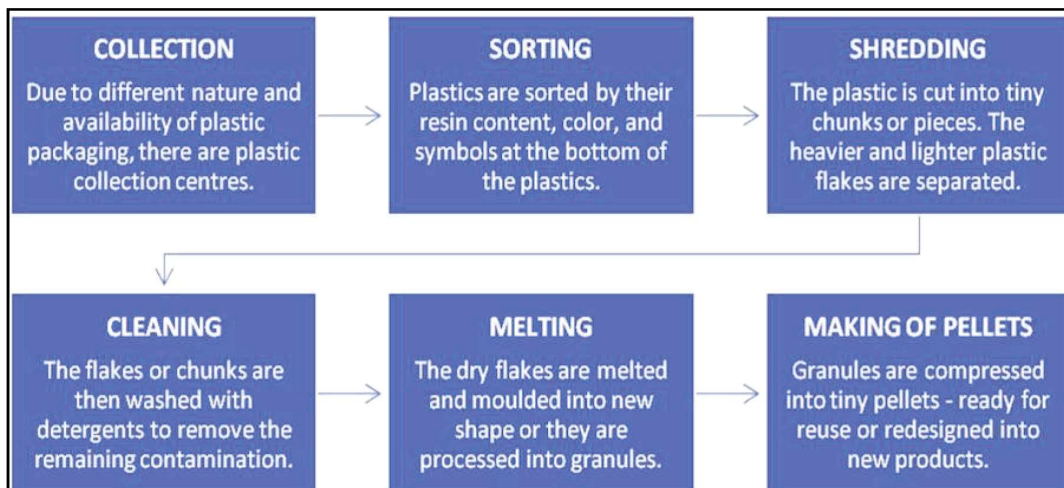 COLLECTION
Due to different nature and
availability of plastic
packaging, there are plastic
collection centres.
SORTING
Plastics are sorted by their
resin content, color, and
symbols at the bottom of
the plastics.
SHREDDING
The plastic is cut into tiny
chunks or pieces. The
heavier and lighter plastic
flakes are separated.
CLEANING
The flakes or chunks are
then washed with
detergents to remove the
remaining contamination.
MELTING
The dry flakes are melted
and moulded into new
shape or they are
processed into granules.
MAKING OF PELLETS
Granules are compressed
into tiny pellets - ready for
reuse or redesigned into
new products.